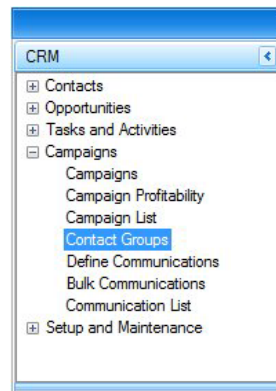 CRM
Contacts
Opportunities
Tasks and Activities
Campaigns
Campaigns
Campaign Profitability
Campaign List
Contact Groups
Define Communications
Bulk Communications
Communication List
Setup and Maintenance